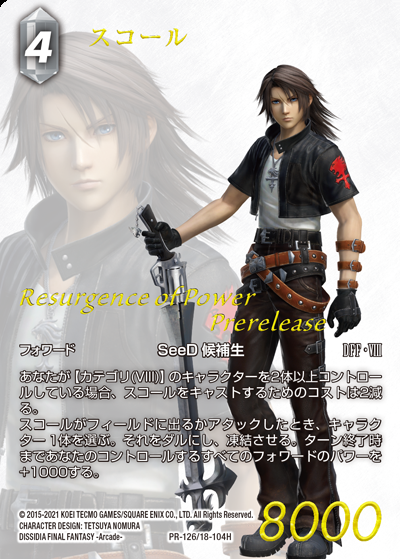 4
スコール
Resurgence of Power
Prerelease
フォワード
SeeD 候補生
DFF・VIII
あなたが【カテゴリ(VIII)】のキャラクターを2体以上コントロー
ルしている場合、スコールをキャストするためのコストは2減
る。
スコールがフィールドに出るかアタックしたとき、キャラク
ター1体を選ぶ。それをダルにし、凍結させる。ターン終了時
まであなたのコントロールするすべてのフォワードのパワーを
+1000する。
© 2015-2021 KOEI TECMO GAMES/SQUARE ENIX CO., LTD. All Rights Reserved.
CHARACTER DESIGN: TETSUYA NOMURA
DISSIDIA FINAL FANTASY -Arcade-
PR-126/18-104H
8000